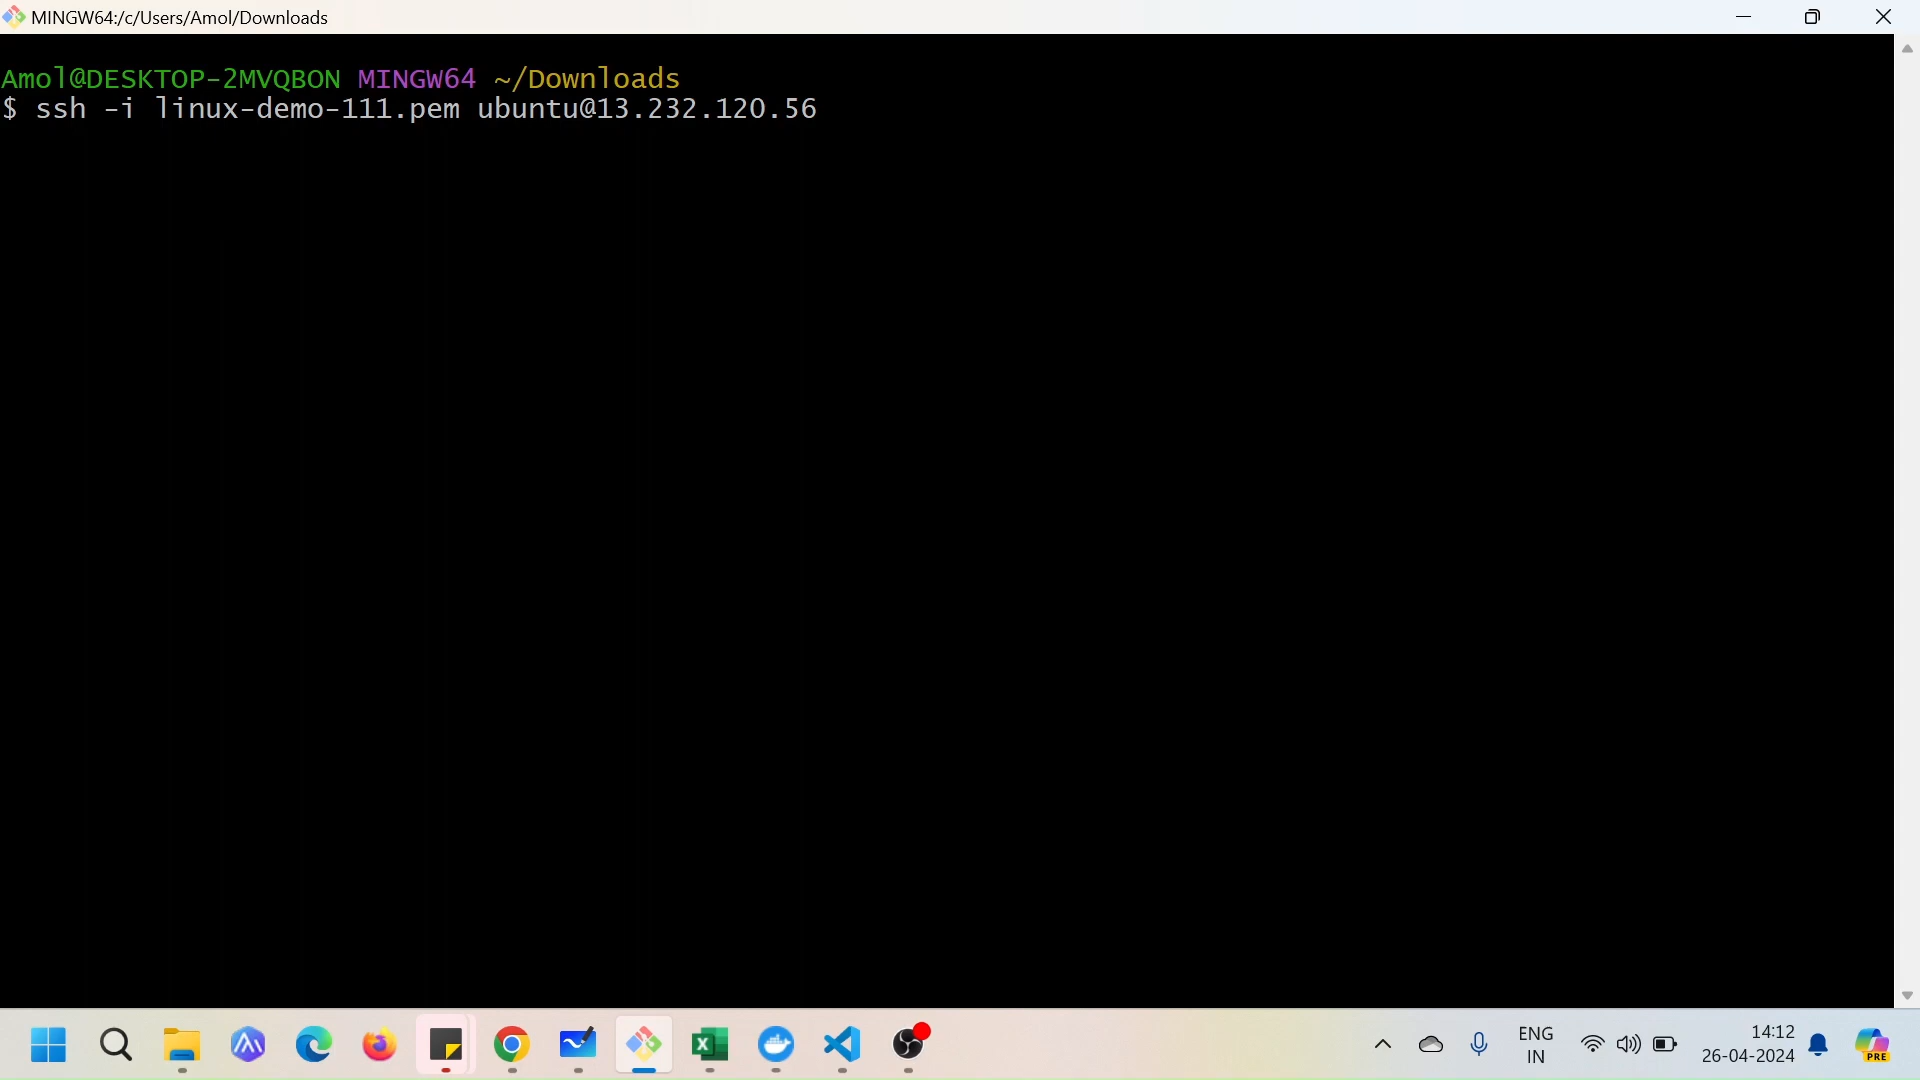 MINGW64:/c/Users/Amol/Downloads
Amol@DESKTOP-2MVQBON MINGW64 ~/Downloads
$ ssh -i linux-demo-111.pem ubuntu@13.232.120.56
ENG
IN
14:12
26-04-2024
PRE